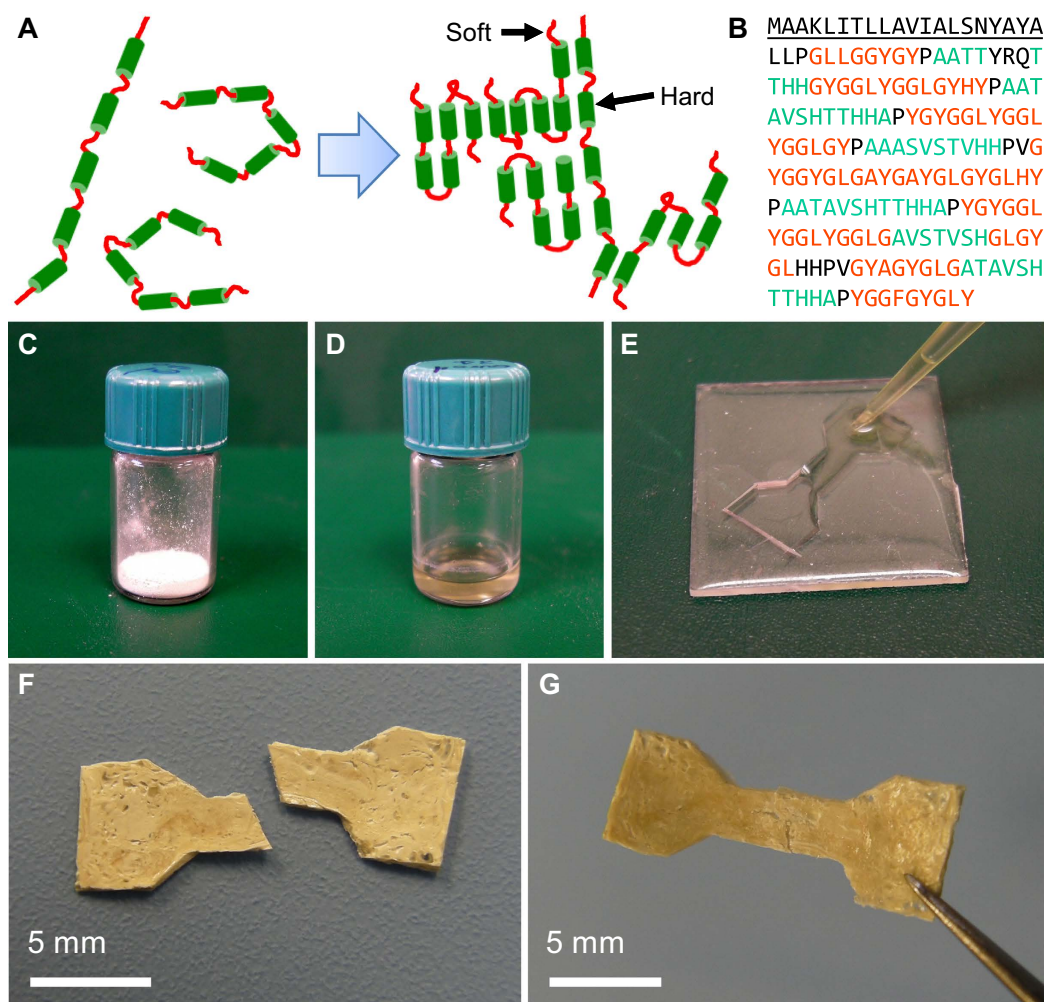 A
Soft
Hard
B
MAAKLITLLAVIALSNYAYA
LLPGLLGGYGYPAATTYRQT
THHGYGGLYGGLGYHYPAAT
AVSHTTHHAPYGYGGLYGGL
YGGLGYPAAASVSTVHHPVG
YGGYGLGAYGAYGLGYGLHY
PAATAVSHTTHHAPYGYGGL
YGGLYGGLGAVSTVSHGLGY
GLHHPVGYAGYGLGATAVSH
TTHHAPYGGFGYGLY
C
D
E
F
5 mm
G
5 mm